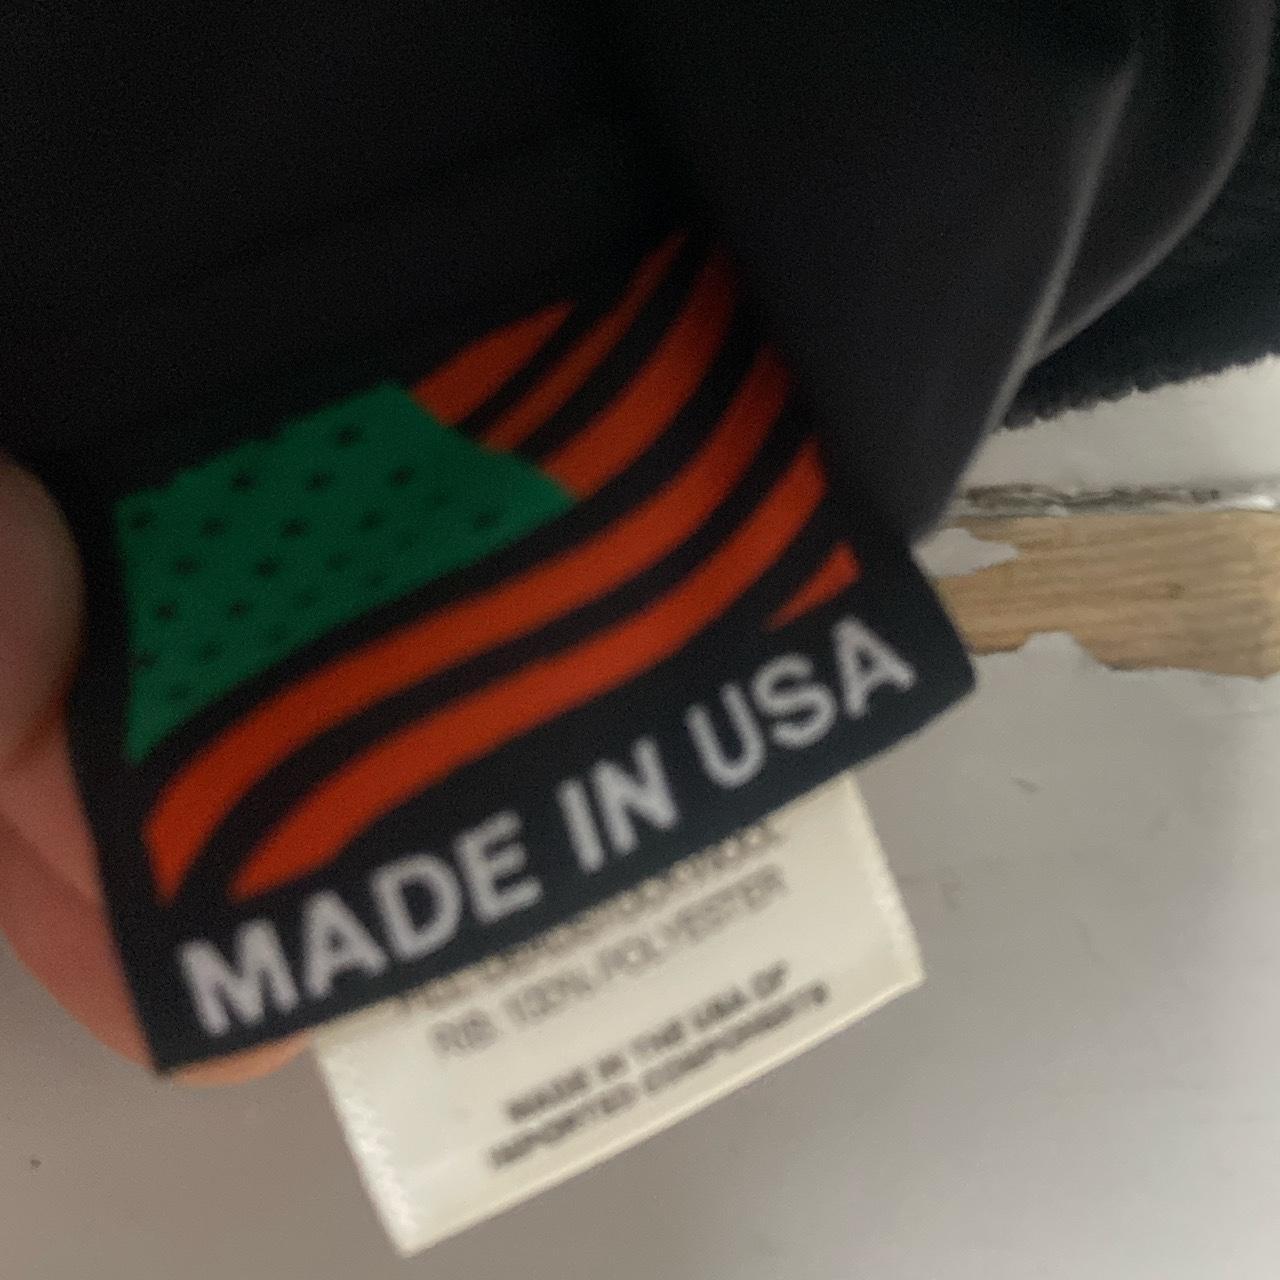 MADE IN USA
RIB: 100% POLYESTER
MADE IN THE USA OF
IMPORTED COMPONENTS